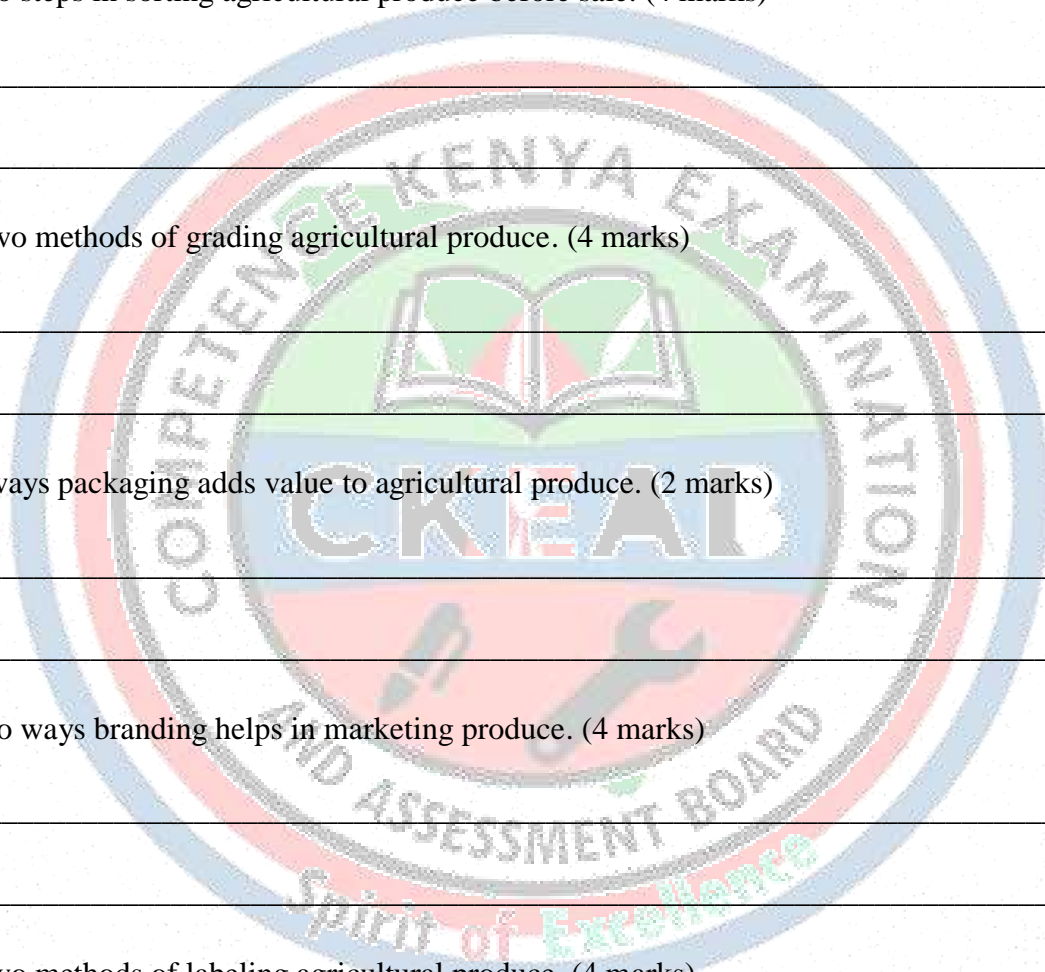 steps in sorting agricultural produce before sale. (4 marks)
COMPETENCE KENYA EXAMINATION
wo methods of grading agricultural produce. (4 marks)
ways packaging adds value to agricultural produce. (2 marks)
CKEAB
o ways branding helps in marketing produce. (4 marks)
AND ASSESSMENT BOARD
Spirit of Excellence
wo methods of labeling agricultural produce. (4 marks)